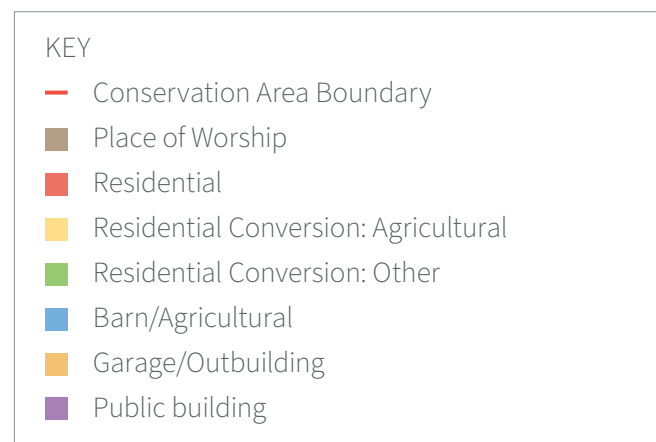 KEY
Conservation Area Boundary
Place of Worship
Residential
Residential Conversion: Agricultural
Residential Conversion: Other
Barn/Agricultural
Garage/Outbuilding
Public building